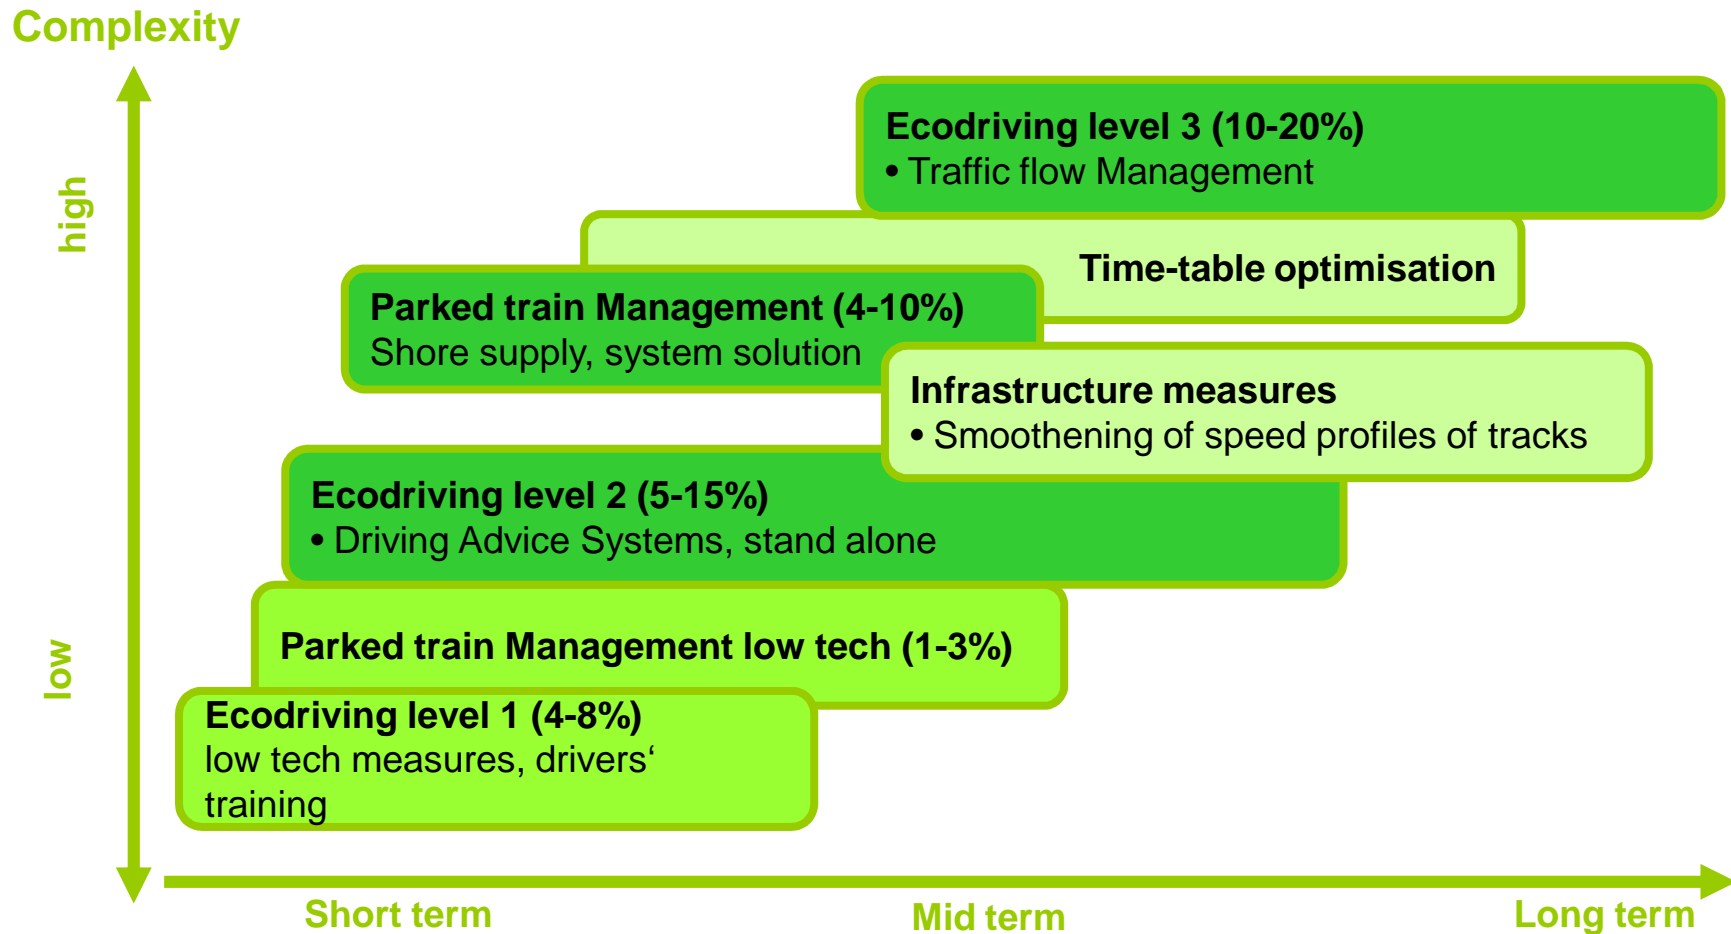 Complexity
high
low
Ecodriving level 3 (10-20%)
• Traffic flow Management
Time-table optimisation
Parked train Management (4-10%)
Shore supply, system solution
Infrastructure measures
• Smoothening of speed profiles of tracks
Ecodriving level 2 (5-15%)
• Driving Advice Systems, stand alone
Parked train Management low tech (1-3%)
Ecodriving level 1 (4-8%)
low tech measures, drivers‘
training
Short term
Mid term
Long term